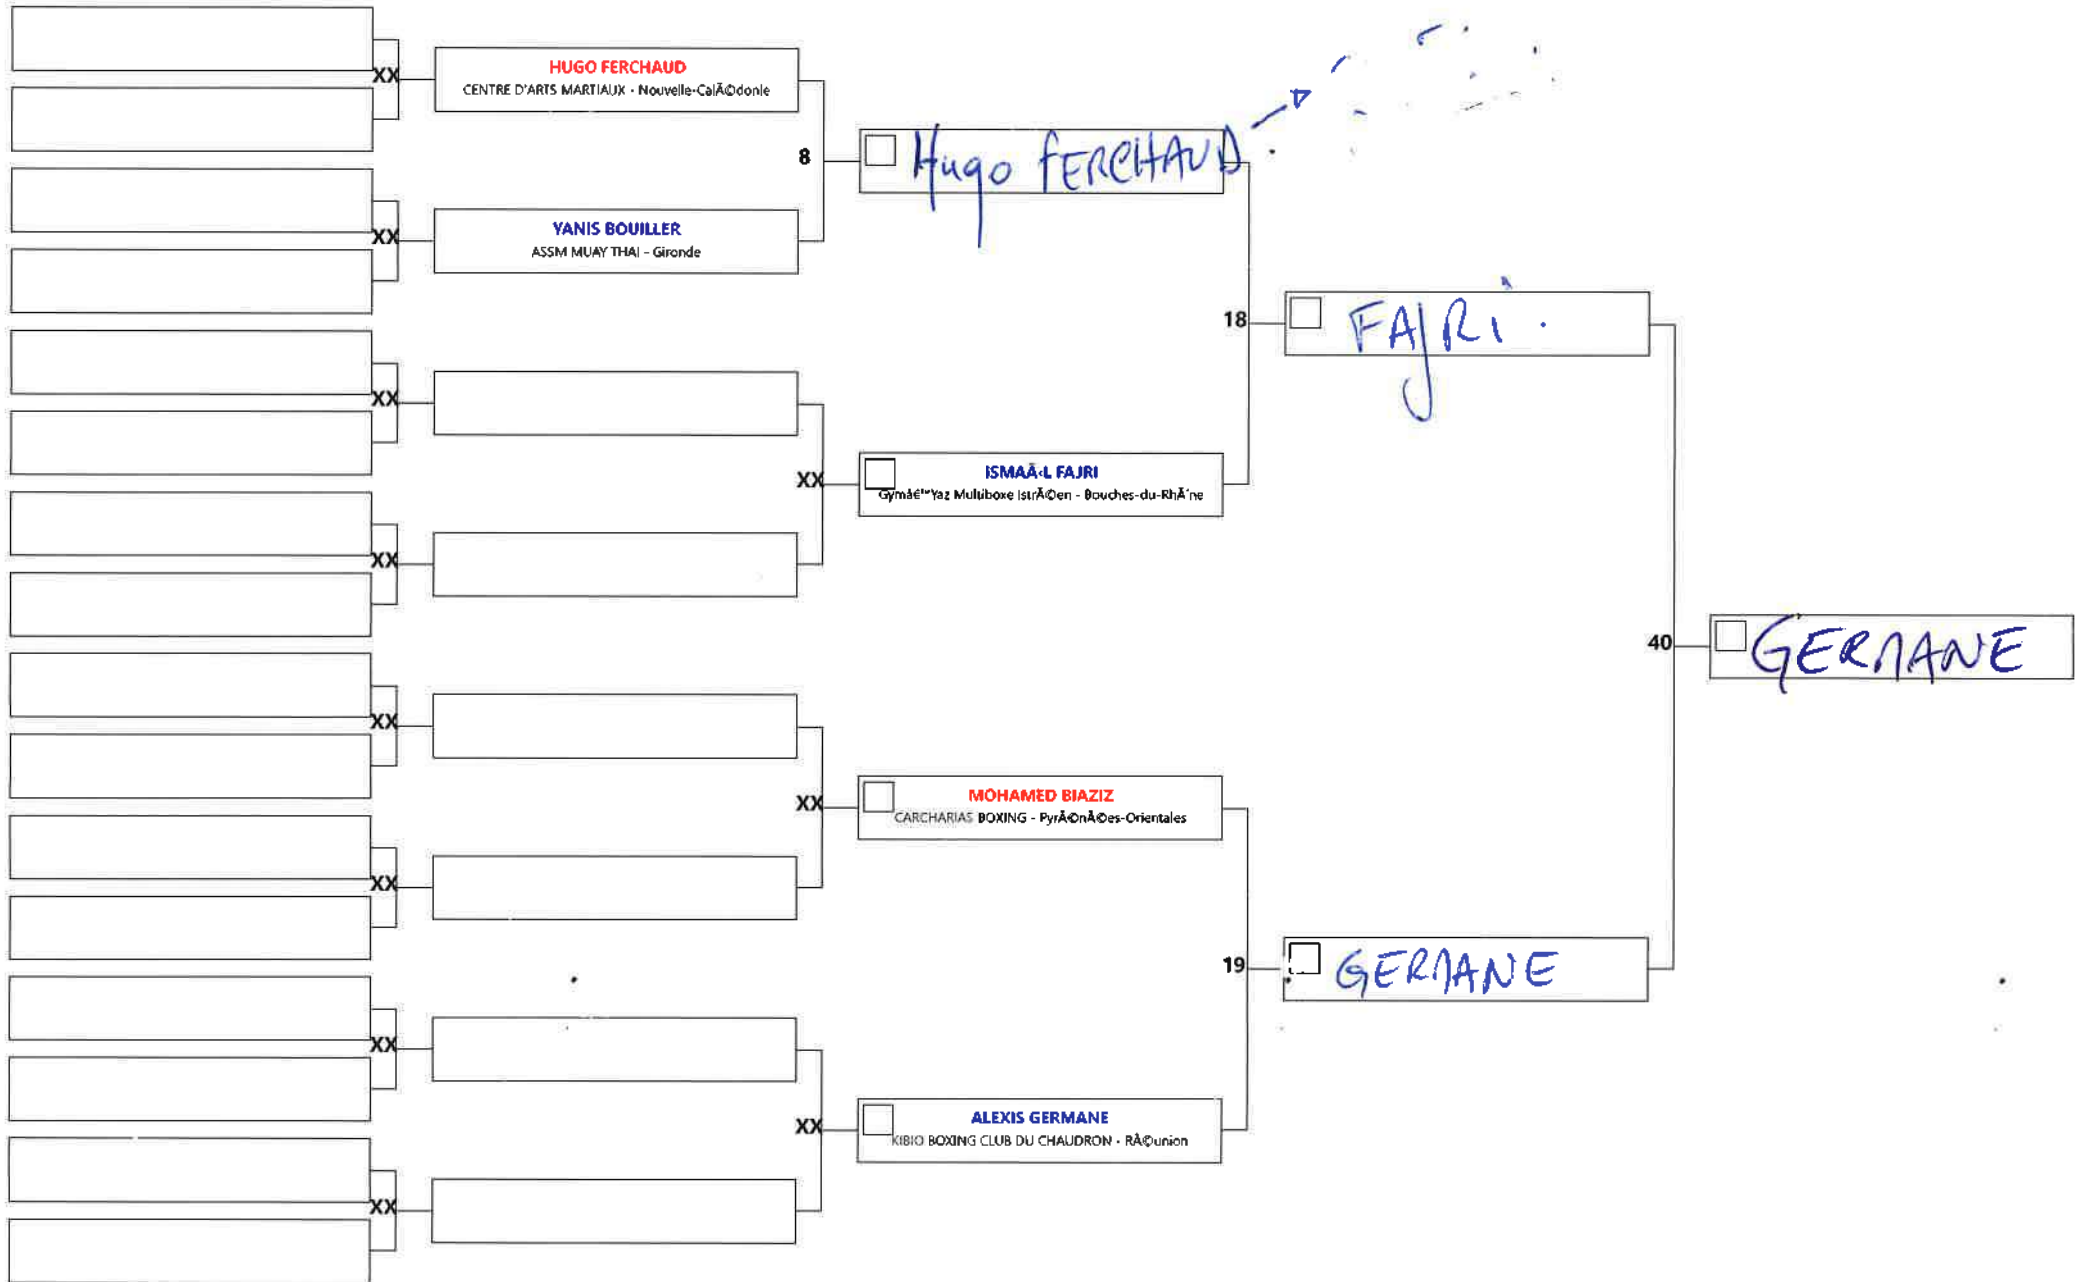 XX
HUGO FERCHAUD
CENTRE D'ARTS MARTIAUX - Nouvelle-CalÃ©donie
8
Hugo FERCHAUD
XX
YANIS BOUILLER
ASSM MUAY THAI - Gironde
18
FAJRI
XX
XX
ISMAÃ‹L FAJRI
Gymâ€™Yaz Multiboxe IstrÃ©en - Bouches-du-RhÃ´ne
XX
40
GERMANE
XX
XX
MOHAMED BIAZIZ
CARCHARIAS BOXING - PyrÃ©nÃ©es-Orientales
XX
19
GERMANE
XX
XX
ALEXIS GERMANE
KIBIO BOXING CLUB DU CHAUDRON - RÃ©union
XX